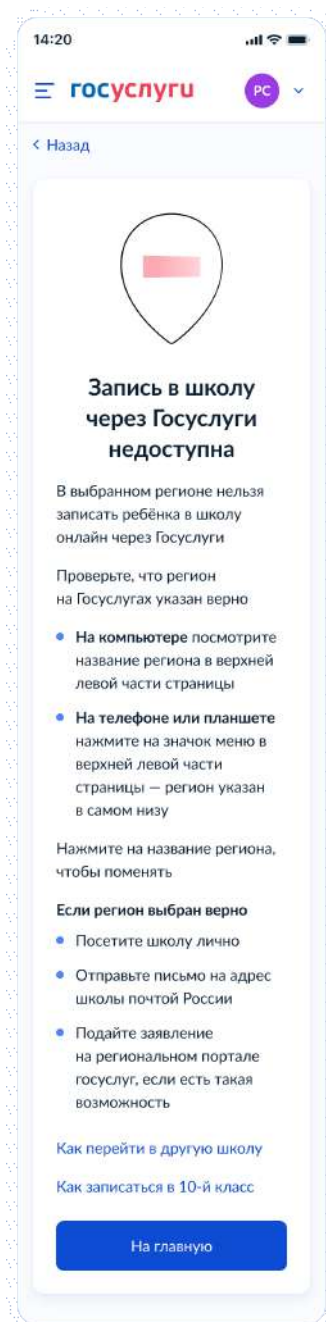 14:20
госуслуги
РС
Назад
Запись в школу
через Госуслуги
недоступна
В выбранном регионе нельзя
записать ребёнка в школу
онлайн через Госуслуги
Проверьте, что регион
на Госуслугах указан верно
На компьютере посмотрите
название региона в верхней
левой части страницы
На телефоне или планшете
нажмите на значок меню в
верхней левой части
страницы — регион указан
в самом низу
Нажмите на название региона,
чтобы поменять
Если регион выбран верно
Посетите школу лично
Отправьте письмо на адрес
школы почтой России
Подайте заявление
на региональном портале
госуслуг, если есть такая
возможность
Как перейти в другую школу
Как записаться в 10-й класс
На главную